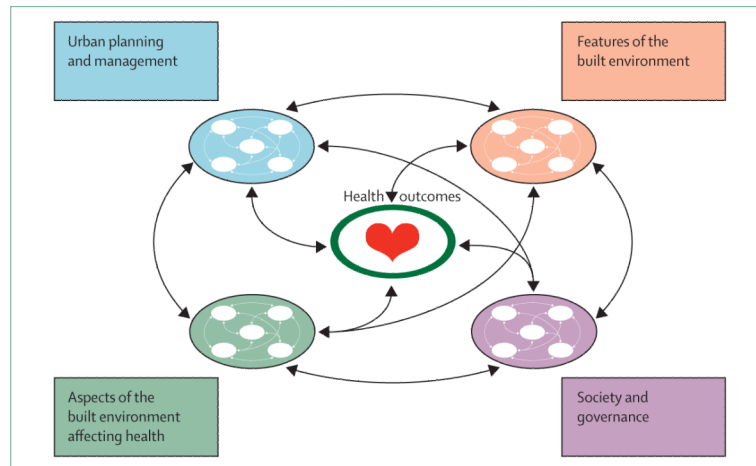 Urban planning
and management
Features of the
built environment
Health outcomes
Aspects of the
built environment
affecting health
Society and
governance